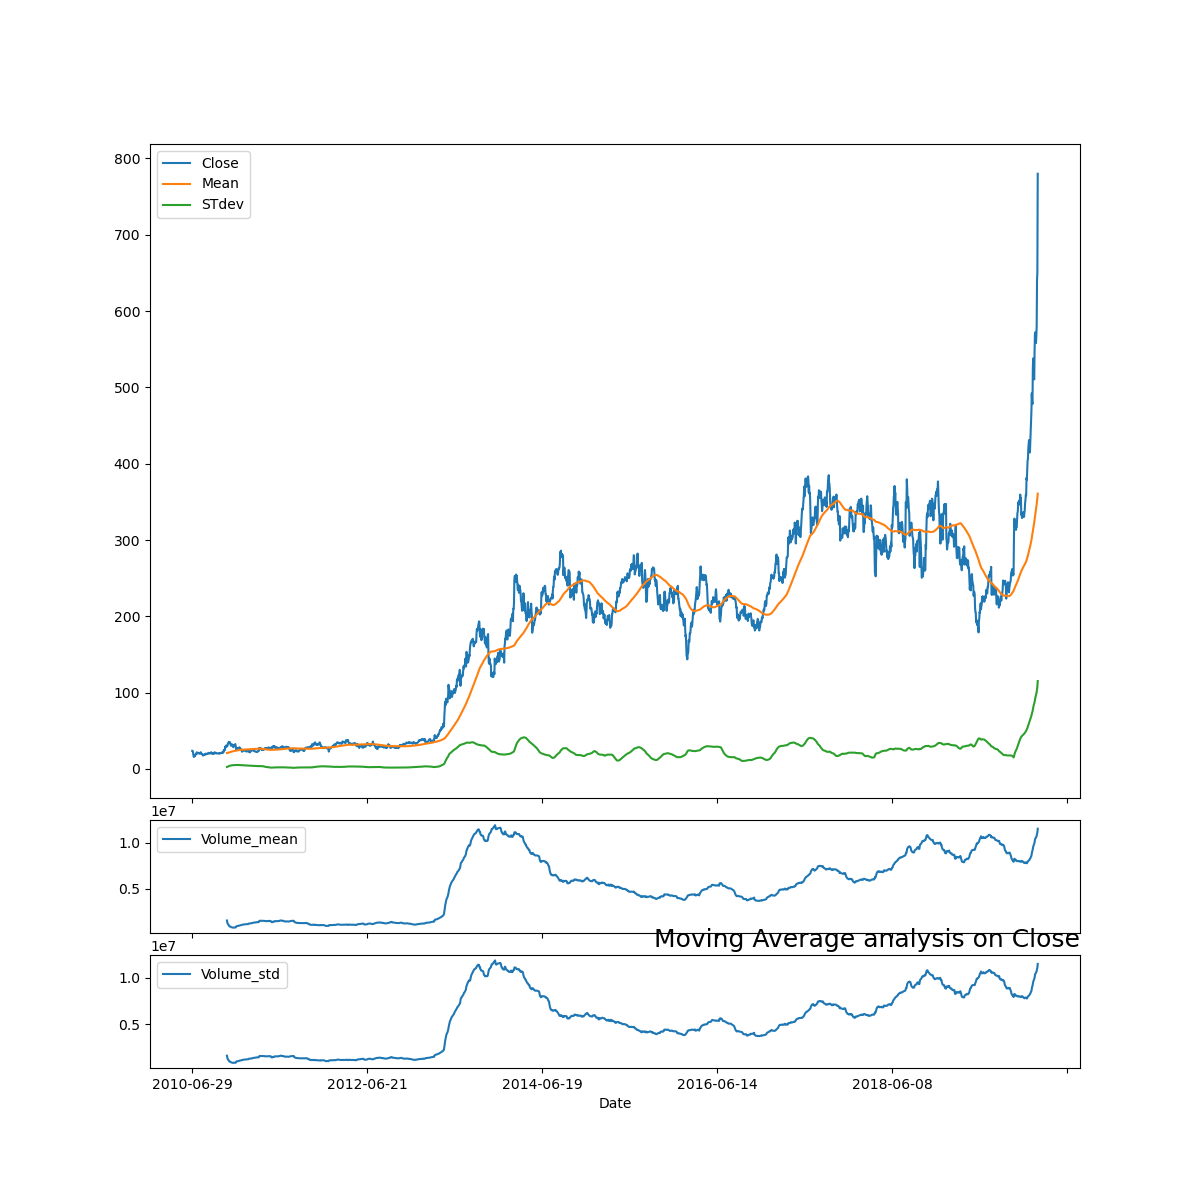 800
700
600
500
400
300
200
100
0
Close
Mean
STdev
1e7
1.0
0.5
Volume_mean
Moving Average analysis on Close
1e7
1.0
0.5
Volume_std
2010-06-29 2012-06-21 2014-06-19 2016-06-14 2018-06-08
Date